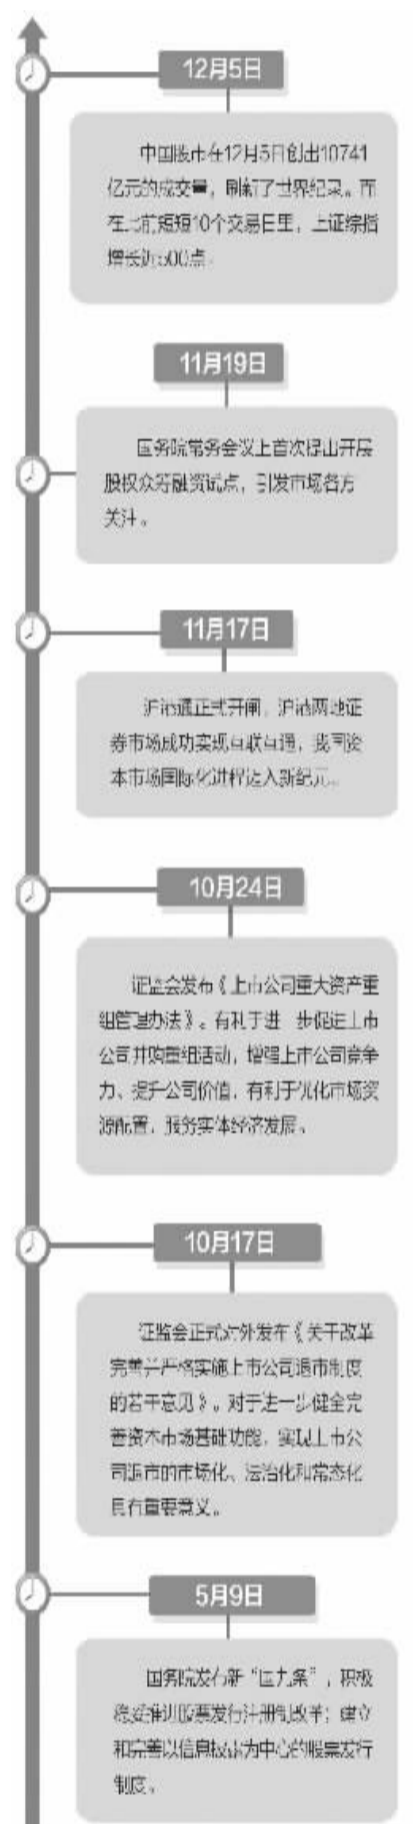 12月5日
中国股市在12月5日创出10741
亿元的成交量，刷新了世界纪录。而
在此前短短10个交易日里，上证综指
增长近500点。
11月19日
国务院常务会议上首次提出开展
股权众筹融资试点，引发市场各方
关注。
11月17日
沪港通正式开闸，沪港两地证
券市场成功实现互联互通，我国资
本市场国际化进程迈入新纪元。
10月24日
证监会发布《上市公司重大资产重
组管理办法》。有利于进一步促进上市
公司并购重组活动，增强上市公司竞争
力、提升公司价值，有利于优化市场资
源配置，服务实体经济发展。
10月17日
证监会正式对外发布《关于改革
完善并严格实施上市公司退市制度
的若干意见》。对于进一步健全完
善资本市场基础功能，实现上市公
司退市的市场化、法治化和常态化
具有重要意义。
5月9日
国务院发布新“国九条”，积极
稳妥推进股票发行注册制改革；建立
和完善以信息披露为中心的股票发行
制度。